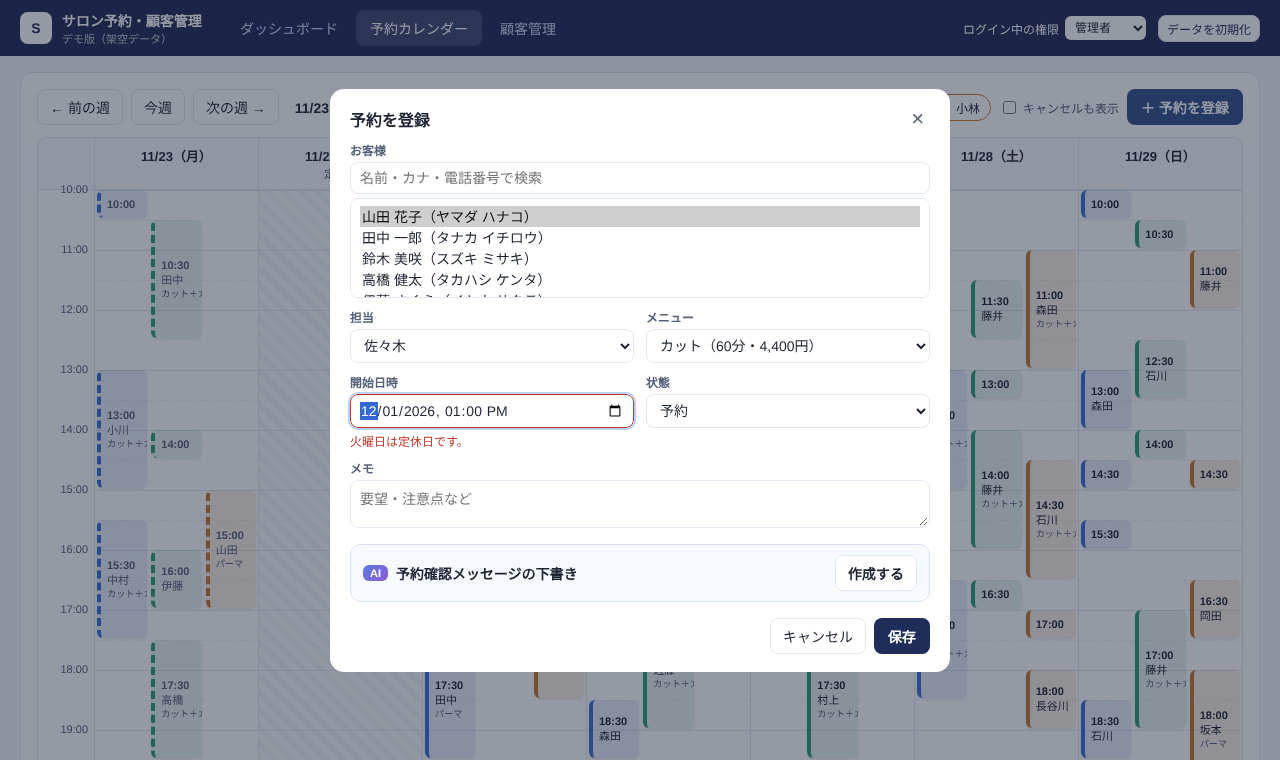 S
サロン予約・顧客管理
デモ版（架空データ）
ダッシュボード
予約カレンダー
顧客管理
ログイン中の権限
管理者
データを初期化
← 前の週
今週
次の週 →
11/23
小林
キャンセルも表示
＋ 予約を登録
11/23（月）
11/28（土）
11/29（日）
10:00
11:00
12:00
13:00
14:00
15:00
16:00
17:00
18:00
19:00
10:00
10:30
田中
13:00
小川
14:00
15:00
山田
パーマ
15:30
中村
16:00
伊藤
17:30
高橋
予約を登録
×
お客様
名前・カナ・電話番号で検索
山田 花子（ヤマダ ハナコ）
田中 一郎（タナカ イチロウ）
鈴木 美咲（スズキ ミサキ）
高橋 健太（タカハシ ケンタ）
担当
メニュー
佐々木
カット（60分・4,400円）
開始日時
状態
12/01/2026, 01:00 PM
予約
火曜日は定休日です。
メモ
要望・注意点など
AI 予約確認メッセージの下書き
作成する
キャンセル
保存
17:30
田中
パーマ
18:30
森田
17:30
村上
11:00
森田
11:30
藤井
13:00
14:00
藤井
14:30
石川
16:30
17:00
18:00
長谷川
10:00
10:30
11:00
藤井
12:30
石川
13:00
森田
14:00
14:30
14:30
15:30
16:30
岡田
17:00
藤井
18:00
坂本
パーマ
18:30
石川